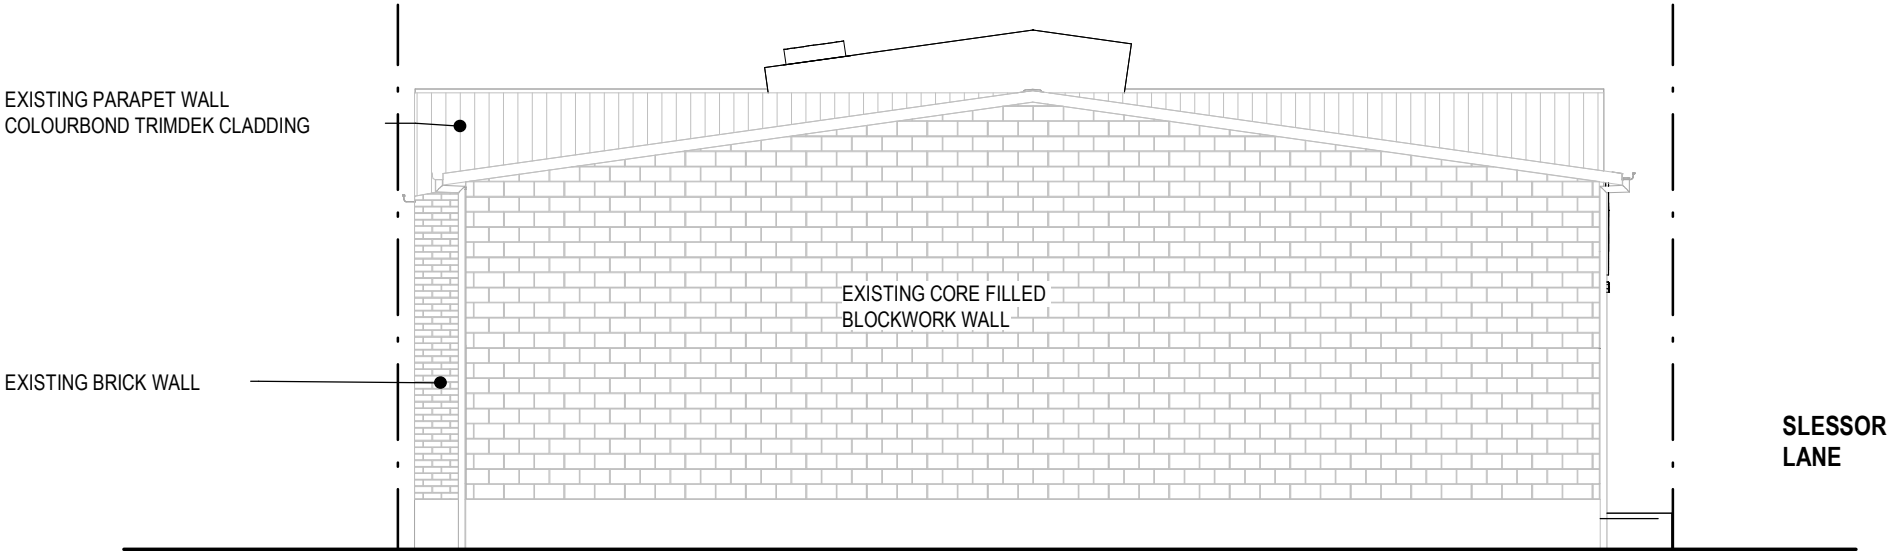 EXISTING PARAPET WALL
COLOURBOND TRIMDEK CLADDING
EXISTING CORE FILLED
BLOCKWORK WALL
EXISTING BRICK WALL
SLESSOR
LANE